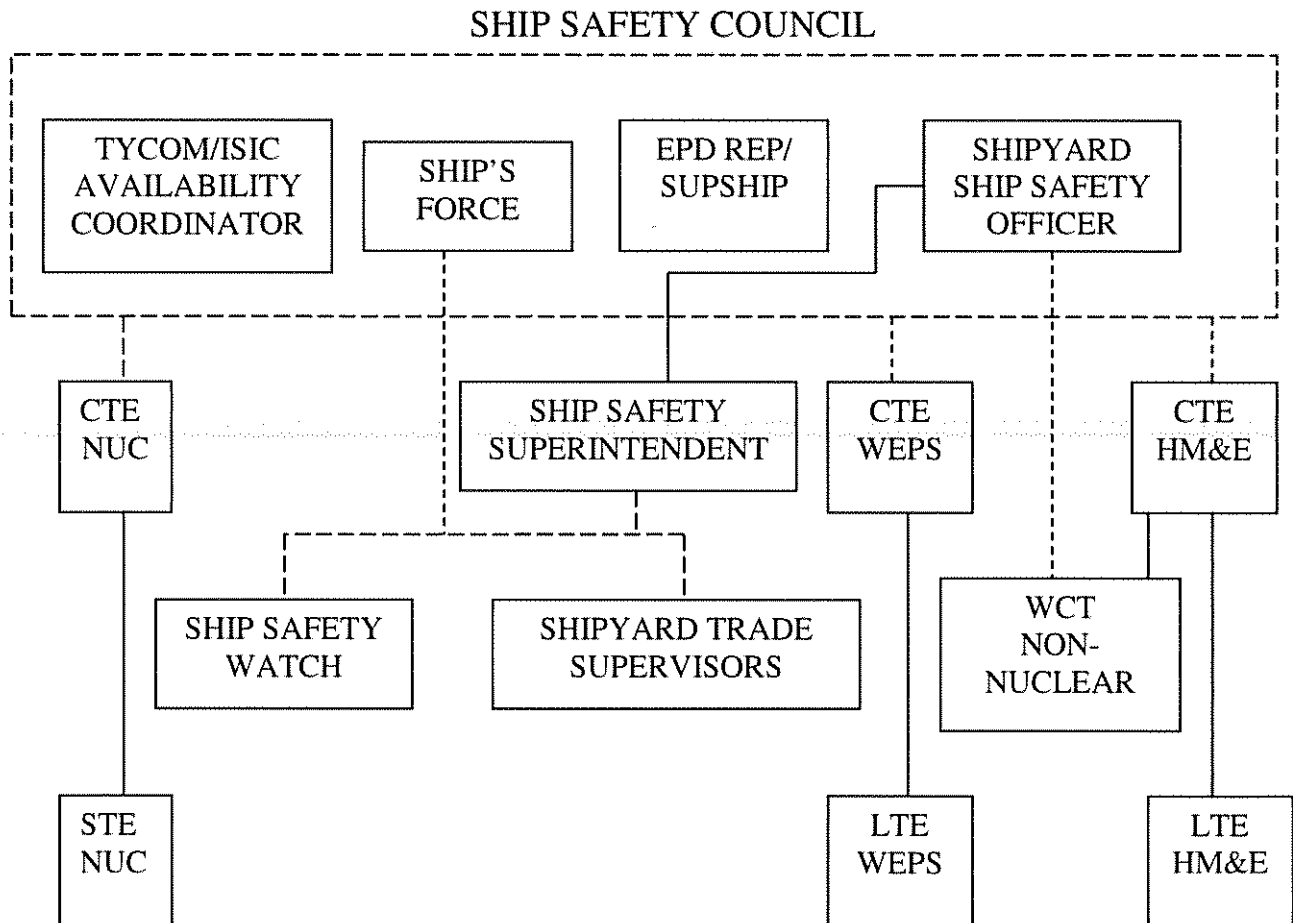 SHIP SAFETY COUNCIL
TYCOM/ISIC
AVAILABILITY
COORDINATOR
SHIP'S
FORCE
EPD REP/
SUPSHIP
SHIPYARD
SHIP SAFETY
OFFICER
CTE
NUC
SHIP SAFETY
SUPERINTENDENT
CTE
WEPS
CTE
HM&E
SHIP SAFETY
WATCH
SHIPYARD TRADE
SUPERVISORS
WCT
NON-
NUCLEAR
STE
NUC
LTE
WEPS
LTE
HM&E